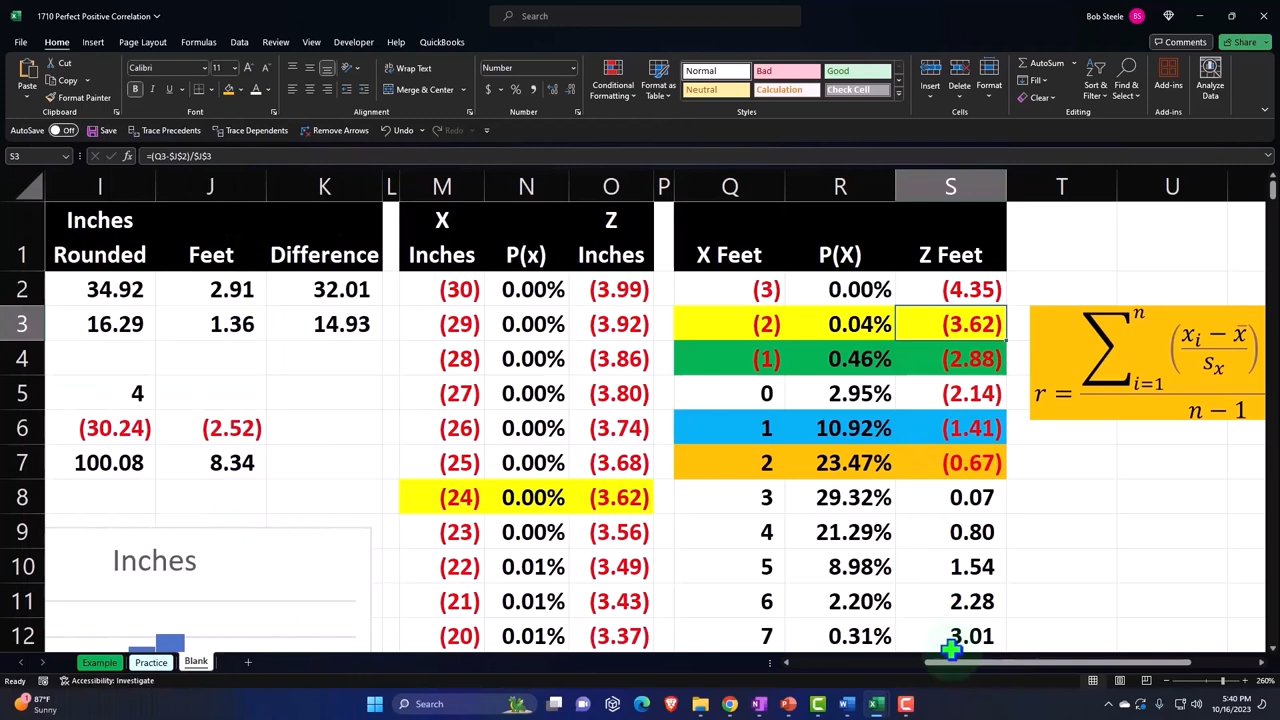 1710 Perfect Positive Correlation
Search
Bob Steele
BS
File
Home
Insert
Page Layout
Formulas
Data
Review
View
Developer
Help
QuickBooks
Comments
Share
Paste
Cut
Copy
Format Painter
Clipboard
Calibri
11
Font
Wrap Text
Merge & Center
Alignment
Number
Number
Conditional Formatting
Format as Table
Normal
Bad
Good
Neutral
Calculation
Check Cell
Styles
Insert
Delete
Format
Cells
AutoSum
Fill
Clear
Sort & Filter
Find & Select
Editing
Add-ins
Add-ins
Analyze Data
AutoSave Off
Save
Trace Precedents
Trace Dependents
Remove Arrows
Undo
S3
=(Q3-$J$2)/$J$3
I J K L M N O P Q R S T U
Inches X Z
1 Rounded Feet Difference Inches P(x) Inches X Feet P(X) Z Feet
2 34.92 2.91 32.01 (30) 0.00% (3.99) (3) 0.00% (4.35)
3 16.29 1.36 14.93 (29) 0.00% (3.92) (2) 0.04% (3.62)
4 (28) 0.00% (3.86) (1) 0.46% (2.88)
5 4 (27) 0.00% (3.80) 0 2.95% (2.14)
6 (30.24) (2.52) (26) 0.00% (3.74) 1 10.92% (1.41)
7 100.08 8.34 (25) 0.00% (3.68) 2 23.47% (0.67)
8 (24) 0.00% (3.62) 3 29.32% 0.07
9 (23) 0.00% (3.56) 4 21.29% 0.80
10 (22) 0.01% (3.49) 5 8.98% 1.54
11 (21) 0.01% (3.43) 6 2.20% 2.28
12 (20) 0.01% (3.37) 7 0.31% 3.01
r = ∑ i=1 n ( xi − x̄ / sx ) / n − 1
Inches
Example
Practice
Blank
Ready
Accessibility: Investigate
260%
87°F
Sunny
Search
5:40 PM
10/16/2023